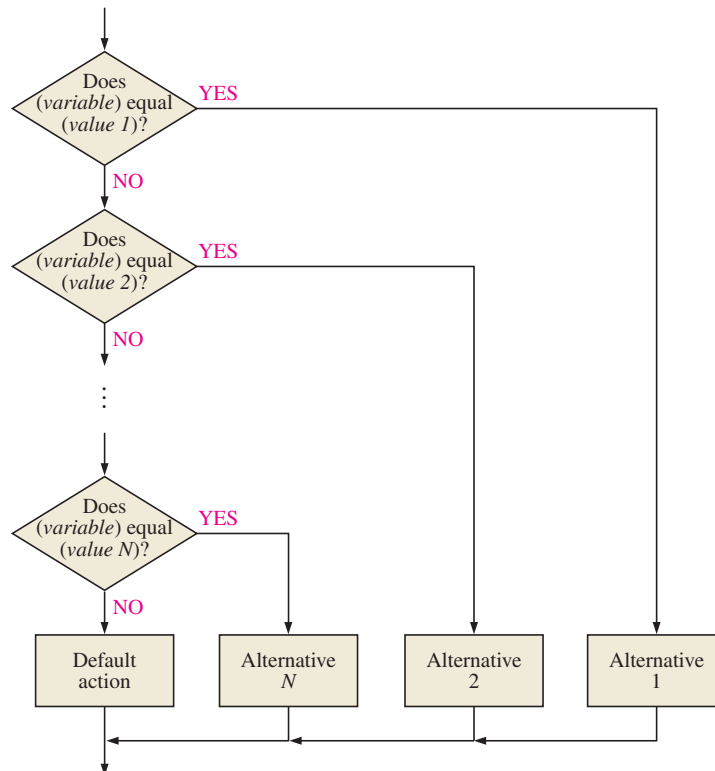 Does
(variable) equal
(value 1)?
YES
NO
Does
(variable) equal
(value 2)?
YES
NO
⋮
Does
(variable) equal
(value N)?
YES
NO
Default
action
Alternative
N
Alternative
2
Alternative
1